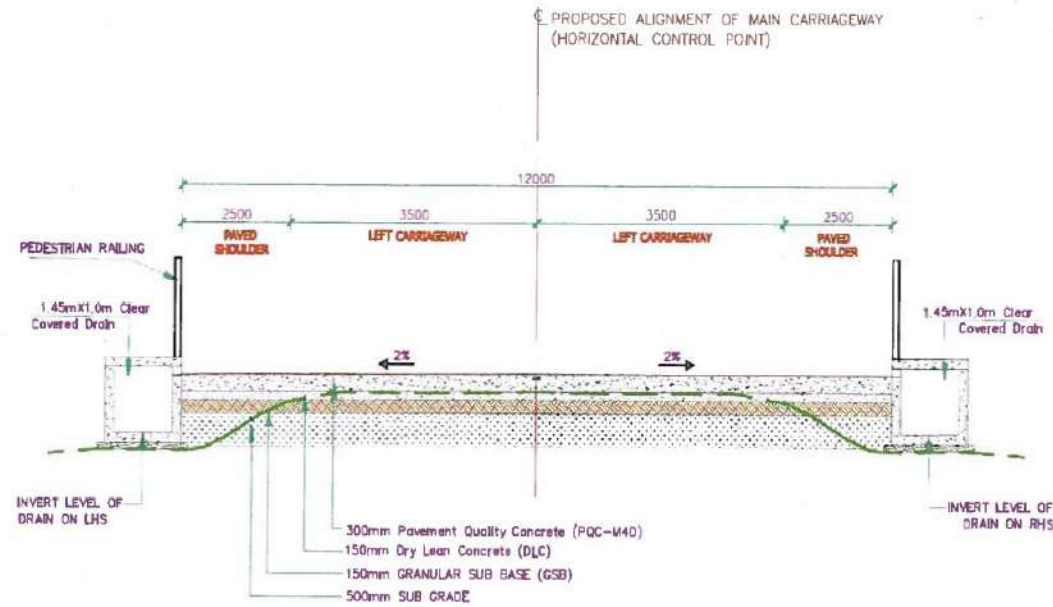 ℄ PROPOSED ALIGNMENT OF MAIN CARRIAGEWAY
(HORIZONTAL CONTROL POINT)
12000
2500
3500
3500
2500
PAVED
SHOULDER
LEFT CARRIAGEWAY
LEFT CARRIAGEWAY
PAVED
SHOULDER
PEDESTRIAN RAILING
1.45mX1.0m Clear
Covered Drain
1.45mX1.0m Clear
Covered Drain
2%
2%
INVERT LEVEL OF
DRAIN ON LHS
INVERT LEVEL OF
DRAIN ON RHS
300mm Pavement Quality Concrete (PQC-M40)
150mm Dry Lean Concrete (DLC)
150mm GRANULAR SUB BASE (GSB)
500mm SUB GRADE